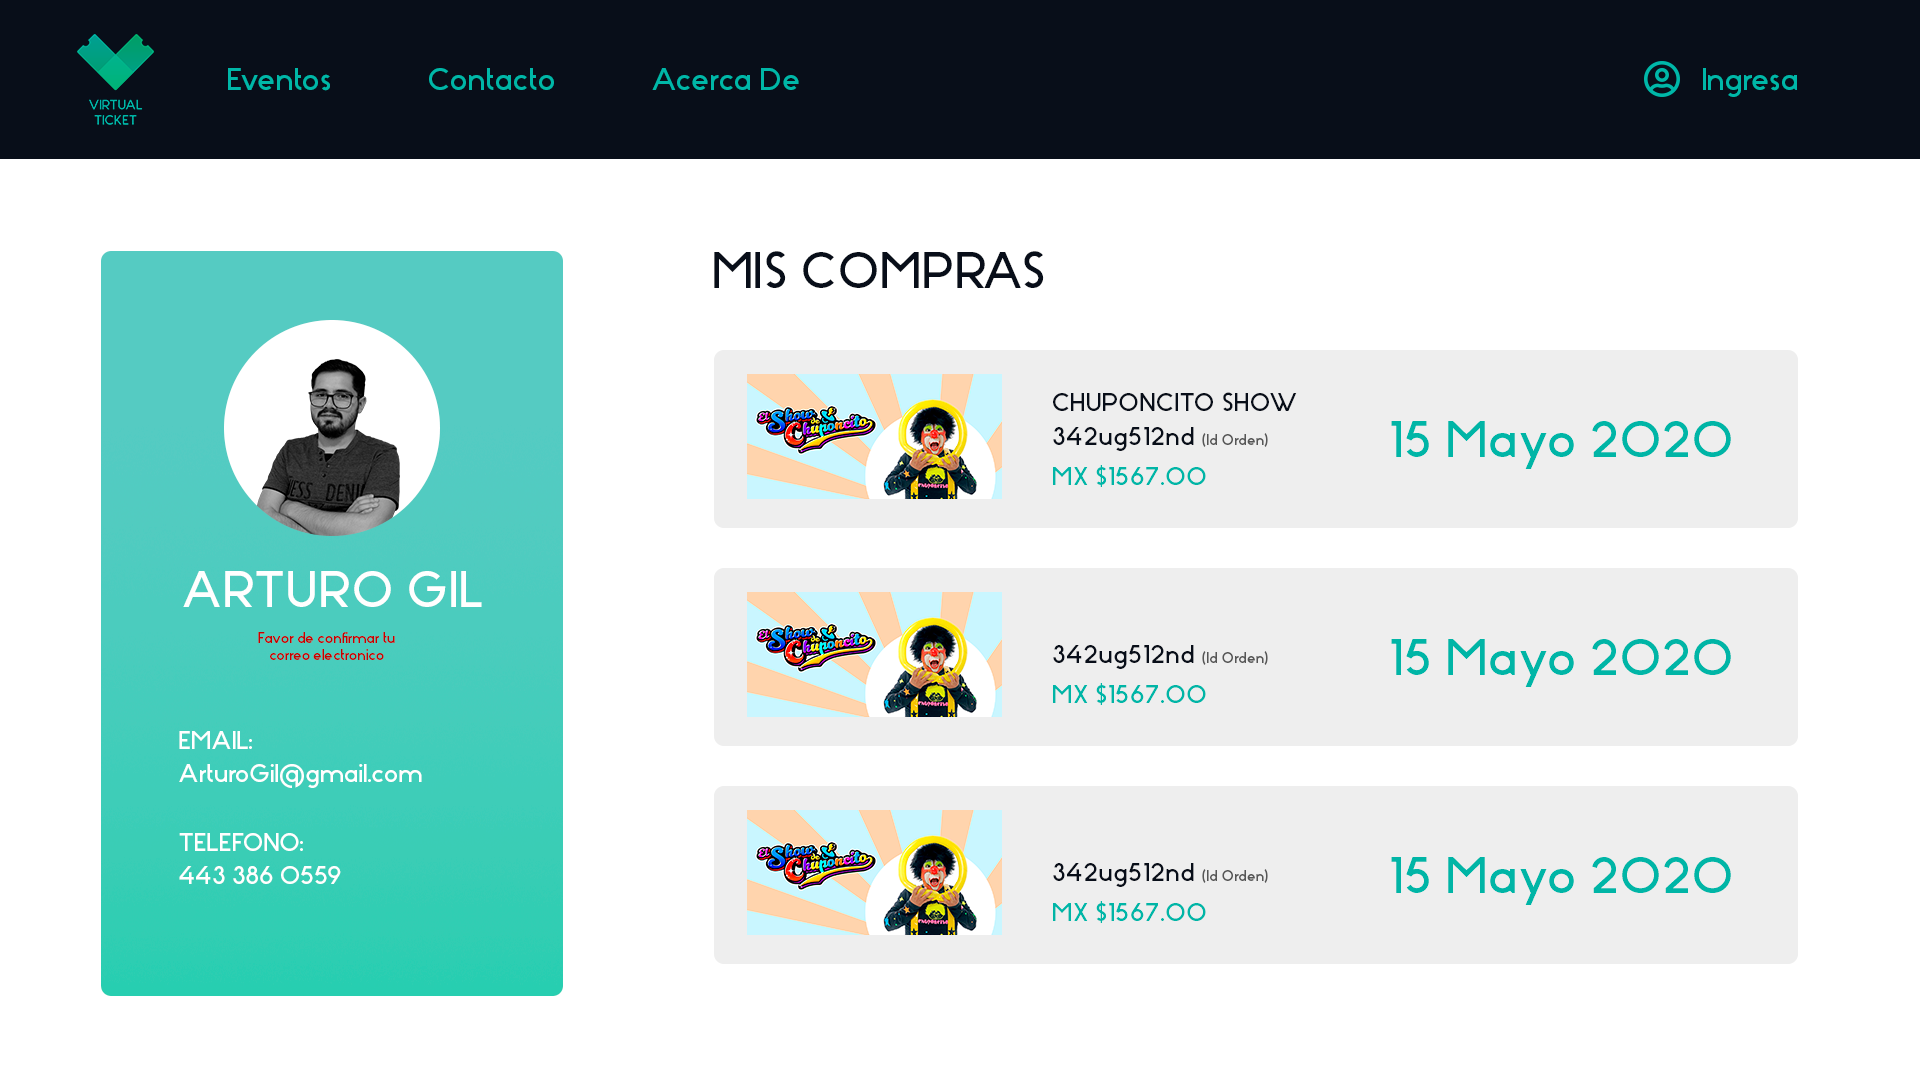 VIRTUAL
TICKET
Eventos
Contacto
Acerca De
Ingresa
ARTURO GIL
Favor de confirmar tu
correo electronico
EMAIL:
ArturoGil@gmail.com
TELEFONO:
443 386 0559
MIS COMPRAS
El Show de
Chuponcito
CHUPONCITO SHOW
342ug512nd (Id Orden)
MX $1567.00
15 Mayo 2020
El Show de
Chuponcito
342ug512nd (Id Orden)
MX $1567.00
15 Mayo 2020
El Show de
Chuponcito
342ug512nd (Id Orden)
MX $1567.00
15 Mayo 2020